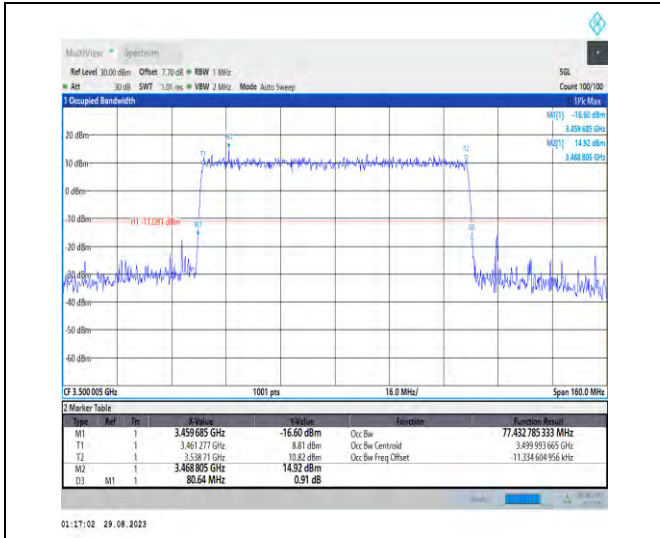 MultiView Spectrum
Ref Level 30.00 dBm Offset 7.70 dB RBW 1 MHz SGL
Att 30 dB SWT 1.01 ms VBW 2 MHz Mode Auto Sweep Count 100/100
1 Occupied Bandwidth 1Pk Max
M1[1] -16.60 dBm
3.459 685 GHz
M2[1] 14.92 dBm
3.468 805 GHz
20 dBm
M2
T1
T2
10 dBm
0 dBm
-10 dBm
H1 -11.081 dBm
M1
-20 dBm
-30 dBm
-40 dBm
-50 dBm
-60 dBm
CF 3.500 005 GHz 1001 pts 16.0 MHz/ Span 160.0 MHz
2 Marker Table
Type Ref Trc X-Value Y-Value Function Function Result
M1 1 3.459 685 GHz -16.60 dBm Occ Bw 77.432 785 333 MHz
T1 1 3.461 277 GHz 8.81 dBm Occ Bw Centroid 3.499 993 665 GHz
T2 1 3.538 71 GHz 10.82 dBm Occ Bw Freq Offset -11.334 604 956 kHz
M2 1 3.468 805 GHz 14.92 dBm
D3 M1 1 80.64 MHz 0.91 dB
01:17:02 29.08.2023